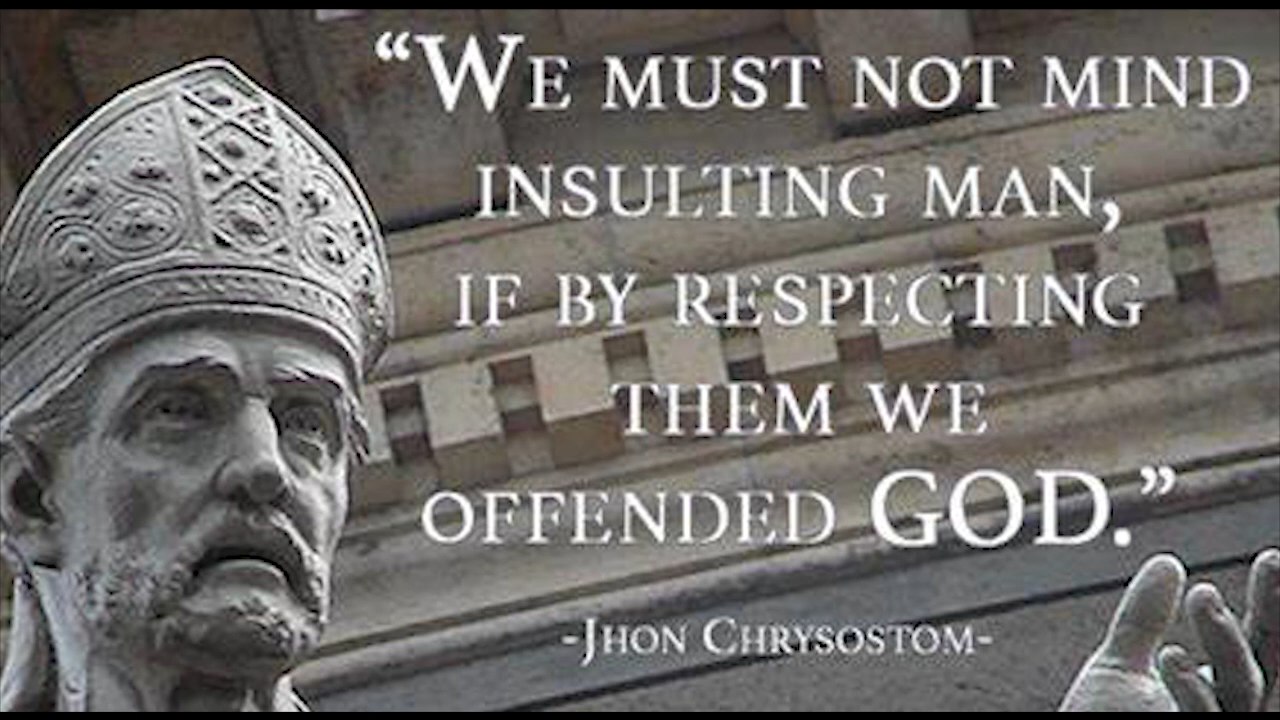 “WE MUST NOT MIND
INSULTING MAN,
IF BY RESPECTING
THEM WE
OFFENDED GOD.”
-JHON CHRYSOSTOM-